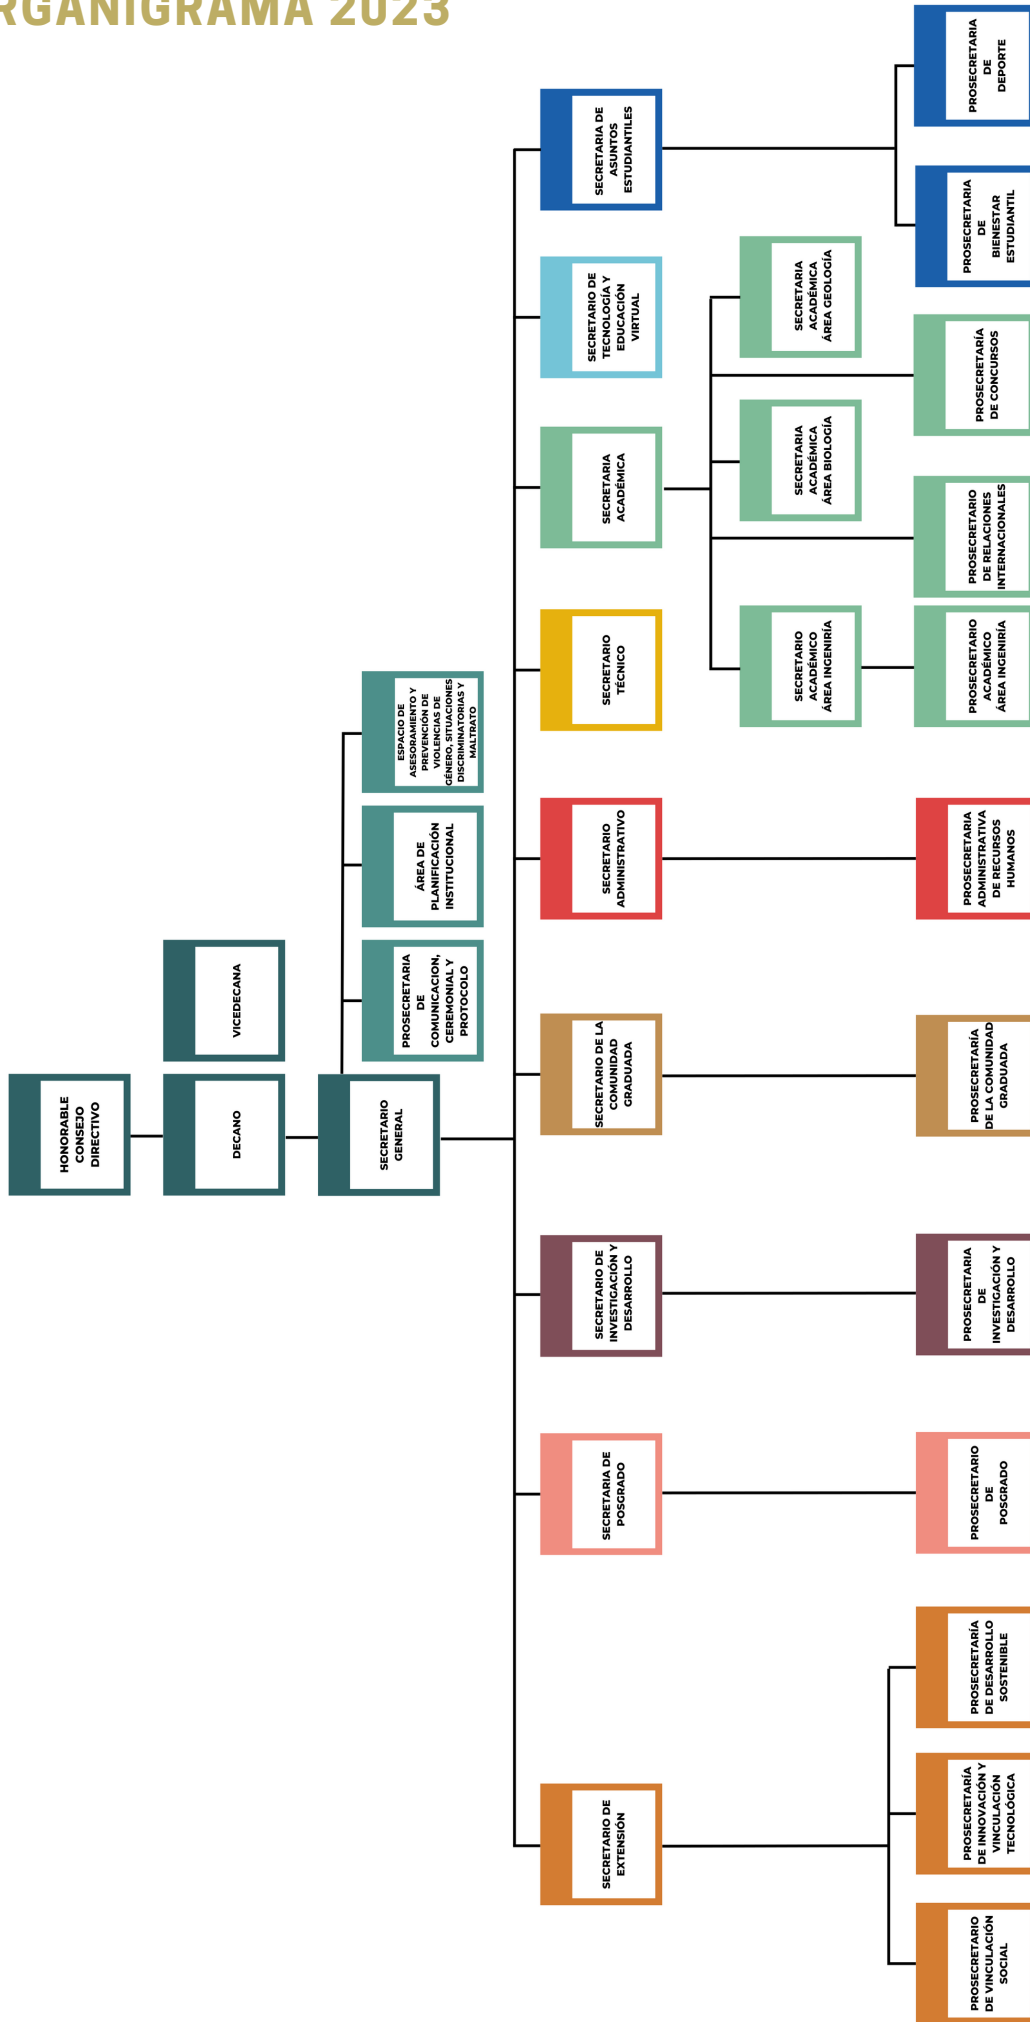 RGANIGRAMA 2023
HONORABLE
CONSEJO
DIRECTIVO
DECANO
VICEDECANA
SECRETARIO
GENERAL
PROSECRETARIA
DE
COMUNICACION,
CEREMONIAL Y
PROTOCOLO
ÁREA DE
PLANIFICACIÓN
INSTITUCIONAL
ESPACIO DE
ASESORAMIENTO Y
PREVENCIÓN DE
VIOLENCIAS DE
GÉNERO, SITUACIONES
DISCRIMINATORIAS Y
MALTRATO
SECRETARIO DE
EXTENSIÓN
SECRETARIA DE
POSGRADO
SECRETARIO DE
INVESTIGACIÓN Y
DESARROLLO
SECRETARIO DE LA
COMUNIDAD
GRADUADA
SECRETARIO
ADMINISTRATIVO
SECRETARIO
TÉCNICO
SECRETARIA
ACADÉMICA
SECRETARIO DE
TECNOLOGÍA Y
EDUCACIÓN
VIRTUAL
SECRETARIA DE
ASUNTOS
ESTUDIANTILES
SECRETARIO
ACADÉMICO
ÁREA INGENIRÍA
SECRETARIA
ACADÉMICA
ÁREA BIOLOGÍA
SECRETARIA
ACADÉMICA
ÁREA GEOLOGÍA
PROSECRETARIO
DE VINCULACIÓN
SOCIAL
PROSECRETARÍA
DE INNOVACIÓN Y
VINCULACIÓN
TECNOLÓGICA
PROSECRETARÍA
DE DESARROLLO
SOSTENIBLE
PROSECRETARIO
DE
POSGRADO
PROSECRETARIA
DE
INVESTIGACIÓN Y
DESARROLLO
PROSECRETARÍA
DE LA COMUNIDAD
GRADUADA
PROSECRETARIA
ADMINISTRATIVA
DE RECURSOS
HUMANOS
PROSECRETARIO
ACADÉMICO
ÁREA INGENIRÍA
PROSECRETARIO
DE RELACIONES
INTERNACIONALES
PROSECRETARÍA
DE CONCURSOS
PROSECRETARIA
DE
BIENESTAR
ESTUDIANTIL
PROSECRETARIA
DE
DEPORTE